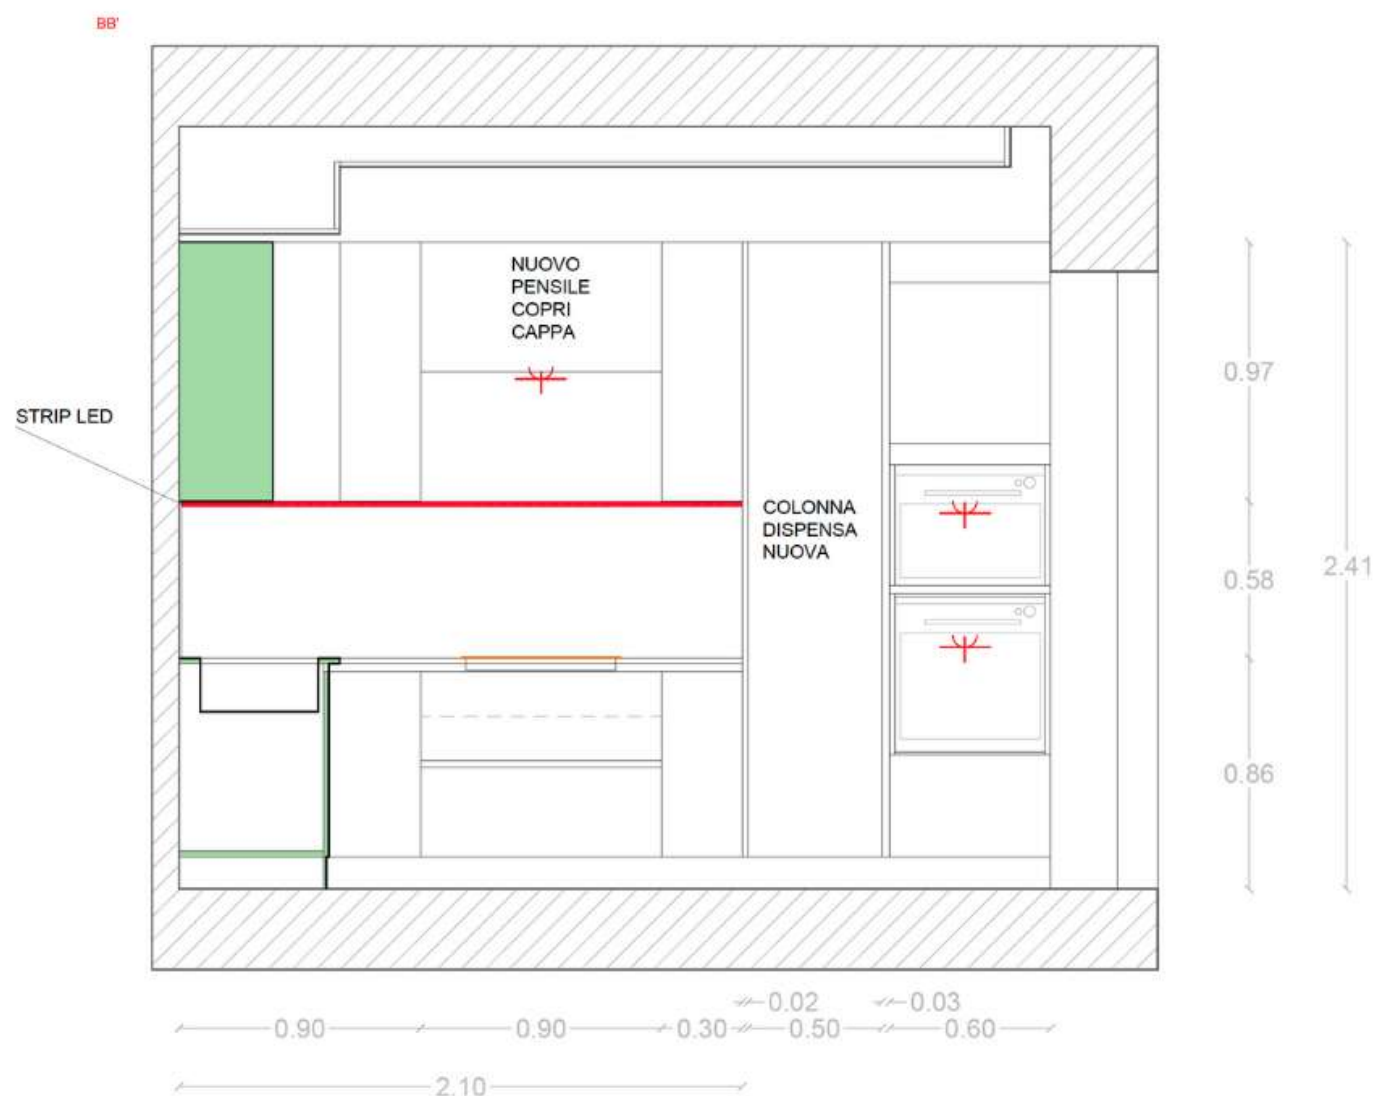 BB'
NUOVO
PENSILE
COPRI
CAPPA
0.97
STRIP LED
COLONNA
DISPENSA
NUOVA
0.58
2.41
0.86
0.02
0.03
0.90
0.90
0.30
0.50
0.60
2.10